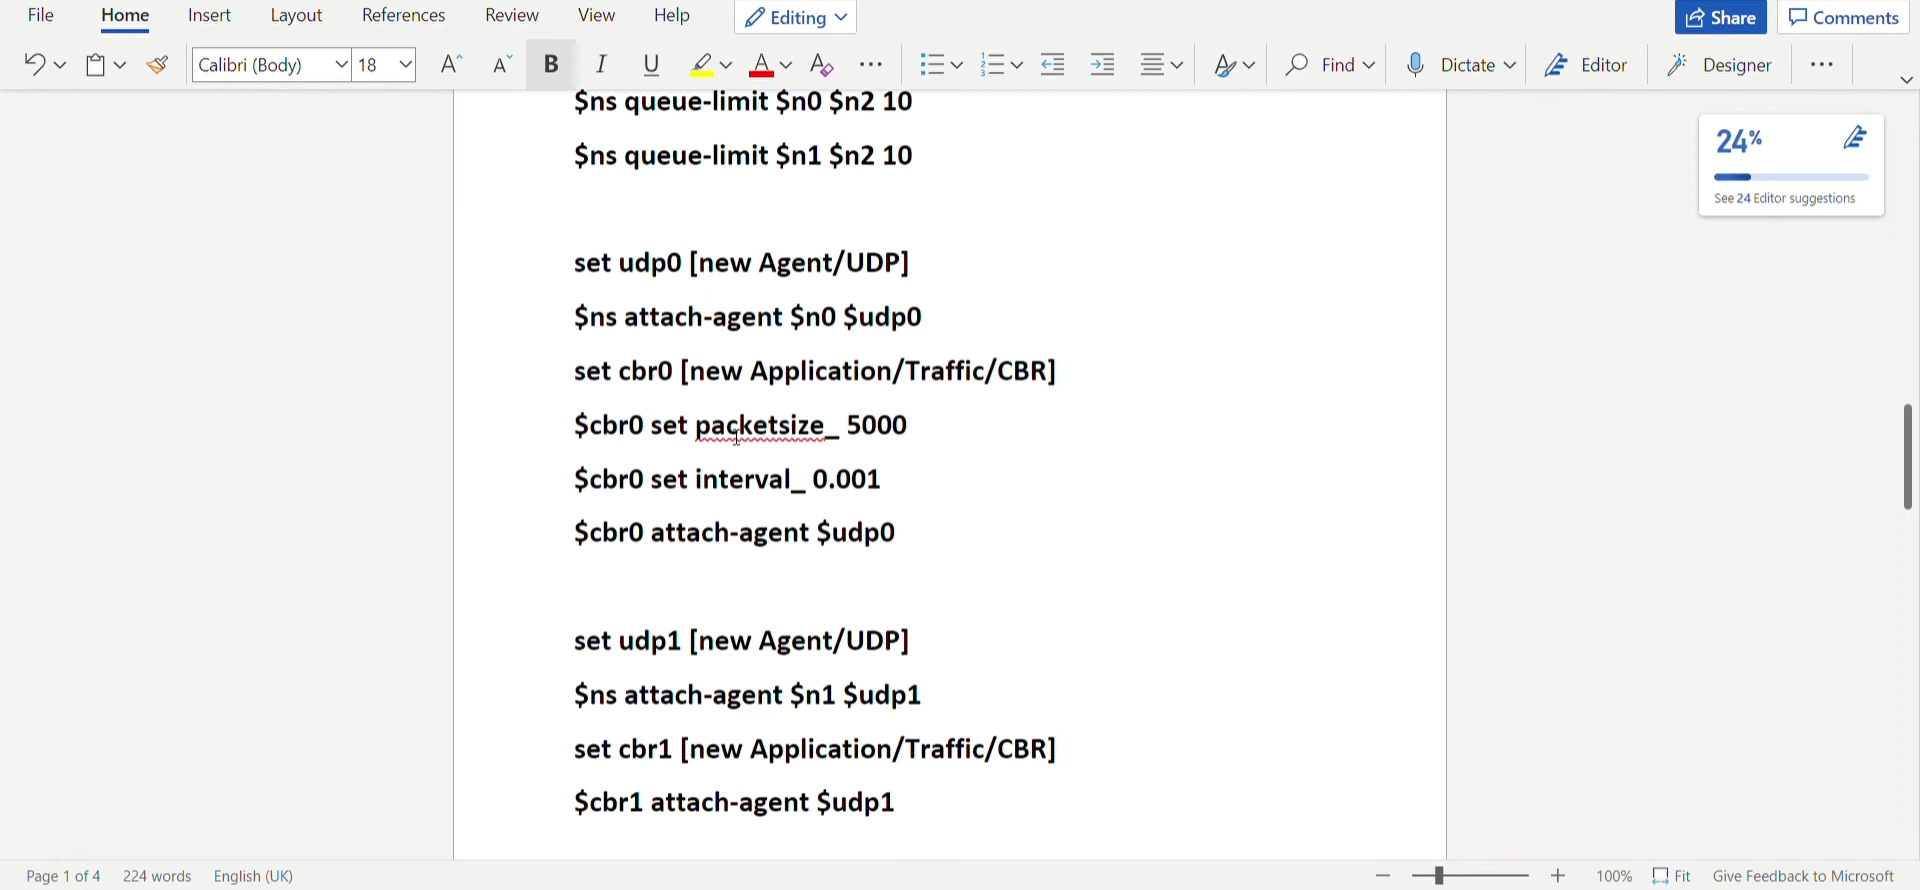 File Home Insert Layout References Review View Help Editing Share Comments
Calibri (Body) 18 A A B I U A A Find Dictate Editor Designer
$ns queue-limit $n0 $n2 10
$ns queue-limit $n1 $n2 10
24%
See 24 Editor suggestions
set udp0 [new Agent/UDP]
$ns attach-agent $n0 $udp0
set cbr0 [new Application/Traffic/CBR]
$cbr0 set packetsize_ 5000
$cbr0 set interval_ 0.001
$cbr0 attach-agent $udp0
set udp1 [new Agent/UDP]
$ns attach-agent $n1 $udp1
set cbr1 [new Application/Traffic/CBR]
$cbr1 attach-agent $udp1
Page 1 of 4 224 words English (UK) 100% Fit Give Feedback to Microsoft